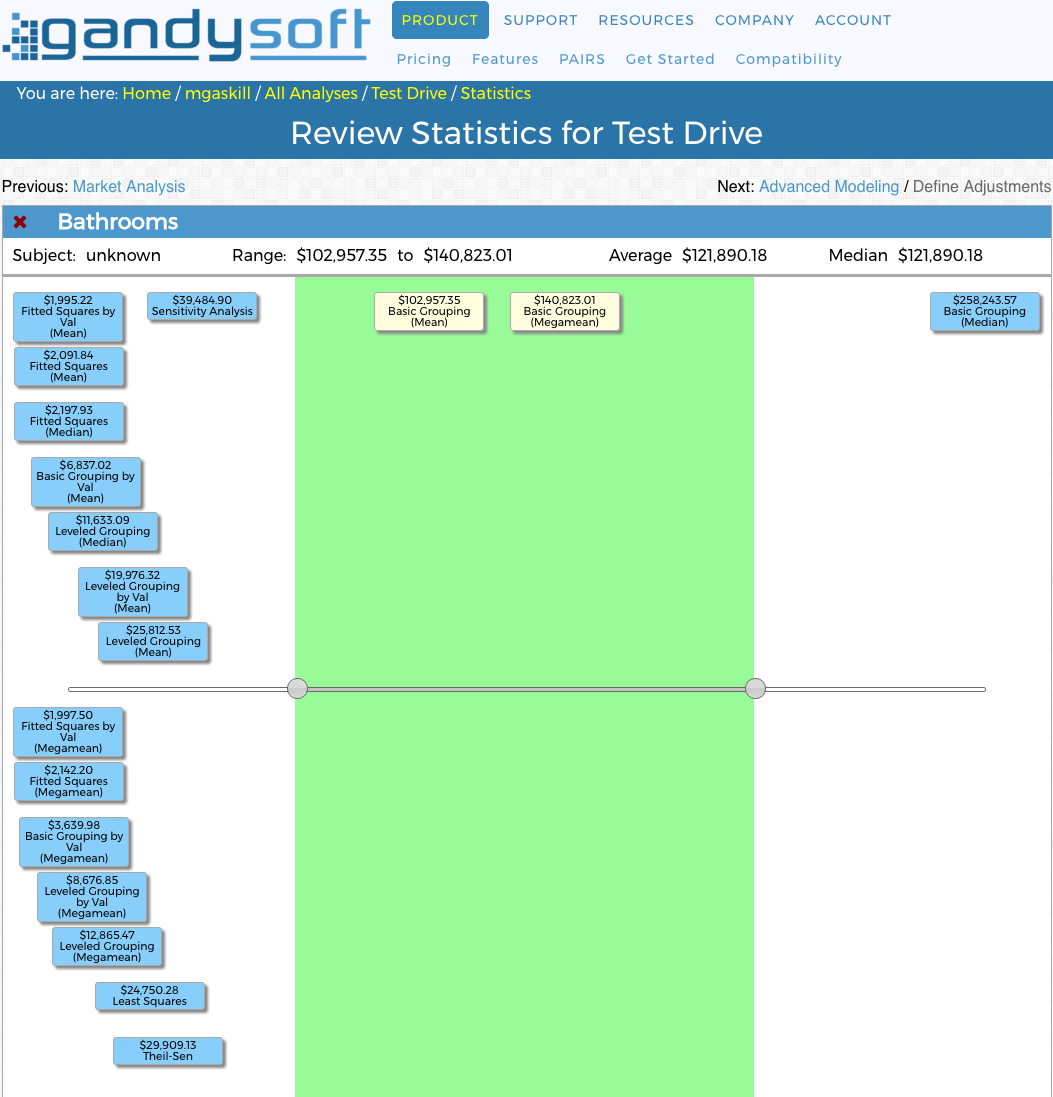 gandysoft
PRODUCT SUPPORT RESOURCES COMPANY ACCOUNT
Pricing Features PAIRS Get Started Compatibility
You are here: Home / mgaskill / All Analyses / Test Drive / Statistics
Review Statistics for Test Drive
Previous: Market Analysis
Next: Advanced Modeling / Define Adjustments
Bathrooms
Subject: unknown Range: $102,957.35 to $140,823.01 Average $121,890.18 Median $121,890.18
$1,995.22
Fitted Squares by
Val
(Mean)
$39,484.90
Sensitivity Analysis
$102,957.35
Basic Grouping
(Mean)
$140,823.01
Basic Grouping
(Megamean)
$258,243.57
Basic Grouping
(Median)
$2,091.84
Fitted Squares
(Mean)
$2,197.93
Fitted Squares
(Median)
$6,837.02
Basic Grouping by
Val
(Mean)
$11,633.09
Leveled Grouping
(Median)
$19,976.32
Leveled Grouping
by Val
(Mean)
$25,812.53
Leveled Grouping
(Mean)
$1,997.50
Fitted Squares by
Val
(Megamean)
$2,142.20
Fitted Squares
(Megamean)
$3,639.98
Basic Grouping by
Val
(Megamean)
$8,676.85
Leveled Grouping
by Val
(Megamean)
$12,865.47
Leveled Grouping
(Megamean)
$24,750.28
Least Squares
$29,909.13
Theil-Sen